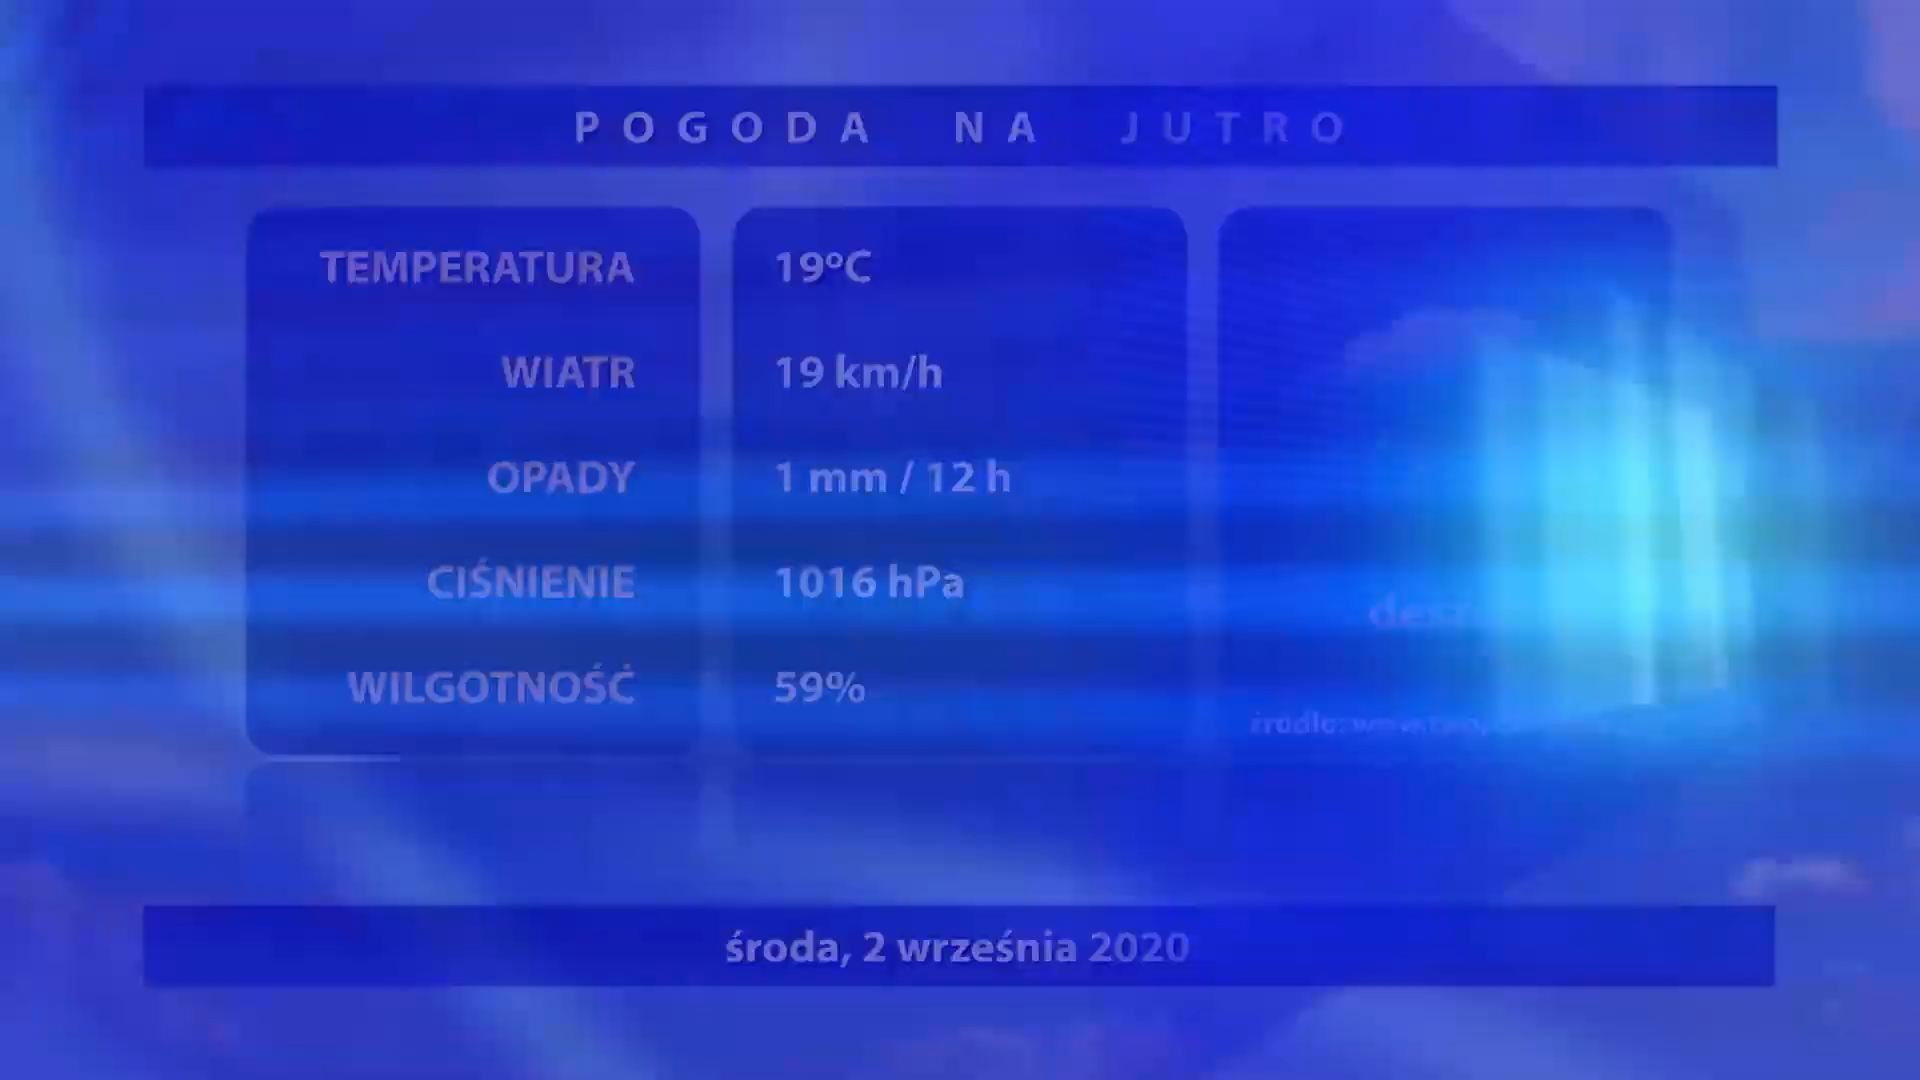 POGODA NA JUTRO
TEMPERATURA 19ºC
WIATR 19 km/h
OPADY 1 mm / 12 h
CIŚNIENIE 1016 hPa
WILGOTNOŚĆ 59%
środa, 2 września 2020